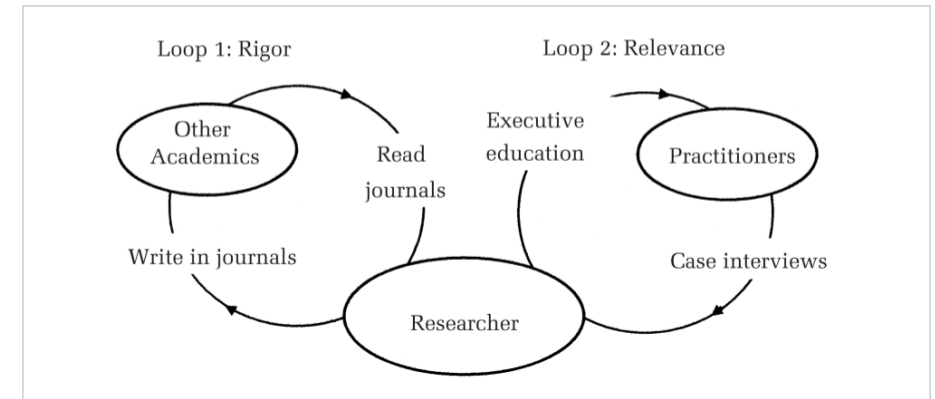 Loop 1: Rigor
Loop 2: Relevance
Other
Academics
Read
journals
Executive
education
Practitioners
Write in journals
Case interviews
Researcher